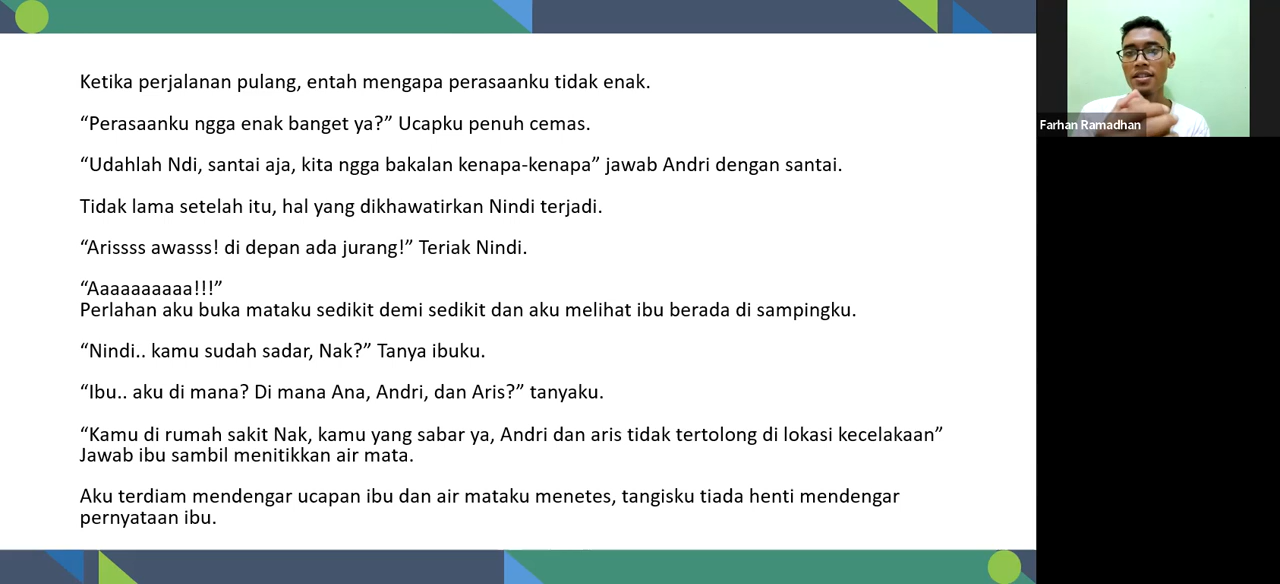 Ketika perjalanan pulang, entah mengapa perasaanku tidak enak.
“Perasaanku ngga enak banget ya?” Ucapku penuh cemas.
“Udahlah Ndi, santai aja, kita ngga bakalan kenapa-kenapa” jawab Andri dengan santai.
Tidak lama setelah itu, hal yang dikhawatirkan Nindi terjadi.
“Arissss awasss! di depan ada jurang!” Teriak Nindi.
“Aaaaaaaaaa!!!”
Perlahan aku buka mataku sedikit demi sedikit dan aku melihat ibu berada di sampingku.
“Nindi.. kamu sudah sadar, Nak?” Tanya ibuku.
“Ibu.. aku di mana? Di mana Ana, Andri, dan Aris?” tanyaku.
“Kamu di rumah sakit Nak, kamu yang sabar ya, Andri dan aris tidak tertolong di lokasi kecelakaan”
Jawab ibu sambil menitikkan air mata.
Aku terdiam mendengar ucapan ibu dan air mataku menetes, tangisku tiada henti mendengar
pernyataan ibu.
Farhan Ramadhan